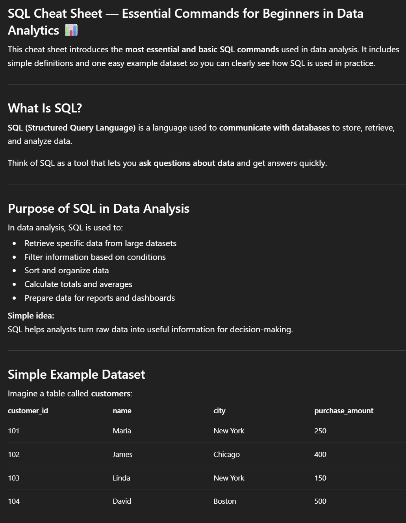 SQL Cheat Sheet — Essential Commands for Beginners in Data
Analytics 📊
This cheat sheet introduces the most essential and basic SQL commands used in data analysis. It includes
simple definitions and one easy example dataset so you can clearly see how SQL is used in practice.
What Is SQL?
SQL (Structured Query Language) is a language used to communicate with databases to store, retrieve,
and analyze data.
Think of SQL as a tool that lets you ask questions about data and get answers quickly.
Purpose of SQL in Data Analysis
In data analysis, SQL is used to:
• Retrieve specific data from large datasets
• Filter information based on conditions
• Sort and organize data
• Calculate totals and averages
• Prepare data for reports and dashboards
Simple idea:
SQL helps analysts turn raw data into useful information for decision-making.
Simple Example Dataset
Imagine a table called customers:
customer_id name city purchase_amount
101 Maria New York 250
102 James Chicago 400
103 Linda New York 150
104 David Boston 500